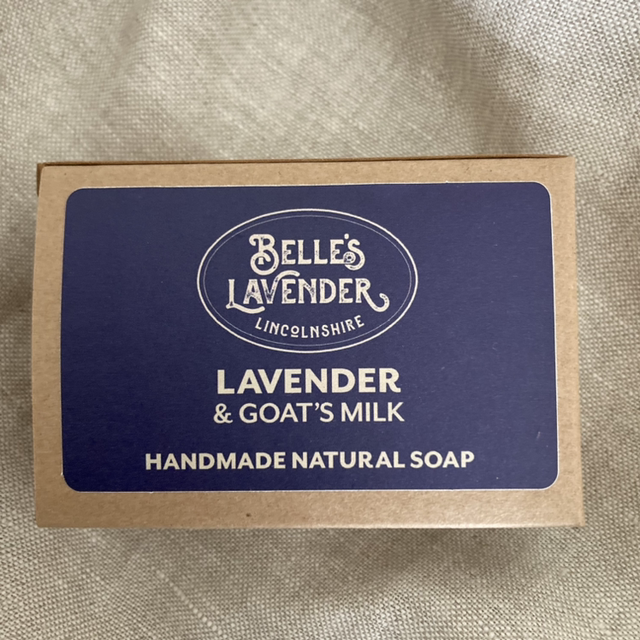 BELLE'S
LAVENDER
LINCOLNSHIRE
LAVENDER
& GOAT'S MILK
HANDMADE NATURAL SOAP